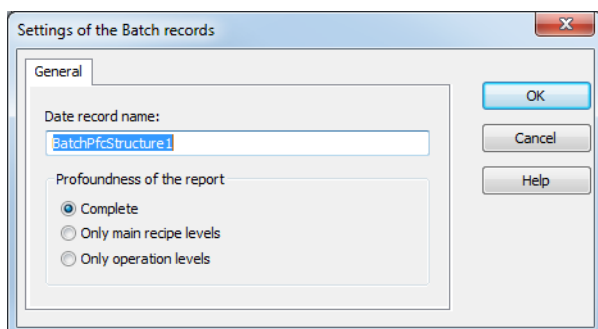 Settings of the Batch records
General
Date record name:
BatchPfcStructure1
Profoundness of the report
Complete
Only main recipe levels
Only operation levels
OK
Cancel
Help